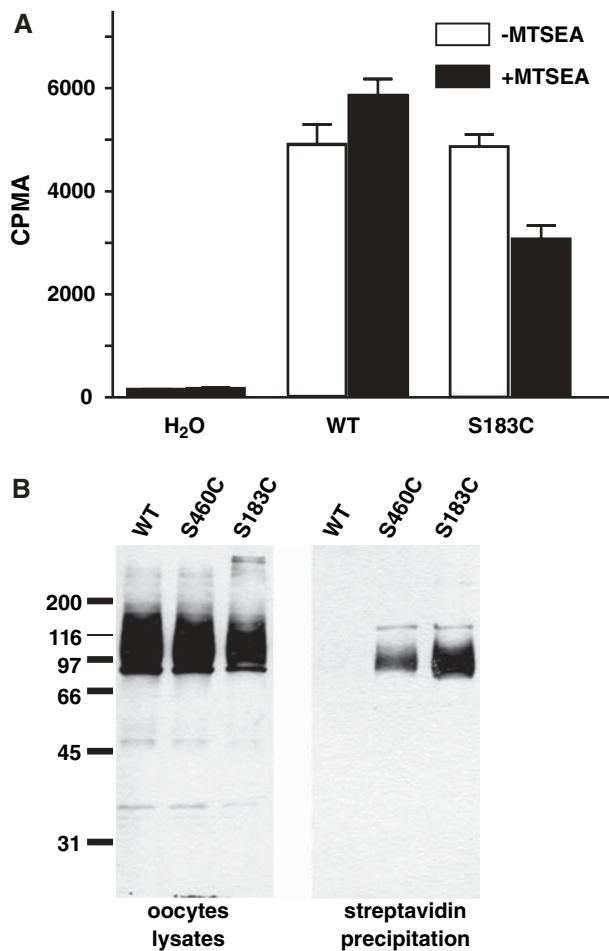 A
-MTSEA
+MTSEA
CPMA
6000
4000
2000
0
H₂O
WT
S183C
B
WT
S460C
S183C
WT
S460C
S183C
200
116
97
66
45
31
oocytes
lysates
streptavidin
precipitation